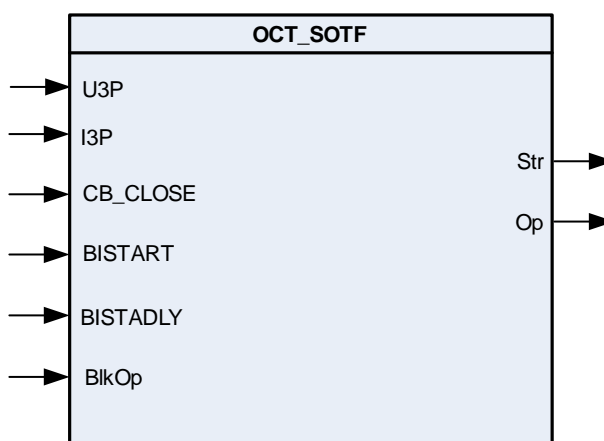 OCT_SOTF
U3P
I3P
CB_CLOSE
BISTART
BISTADLY
BlkOp
Str
Op